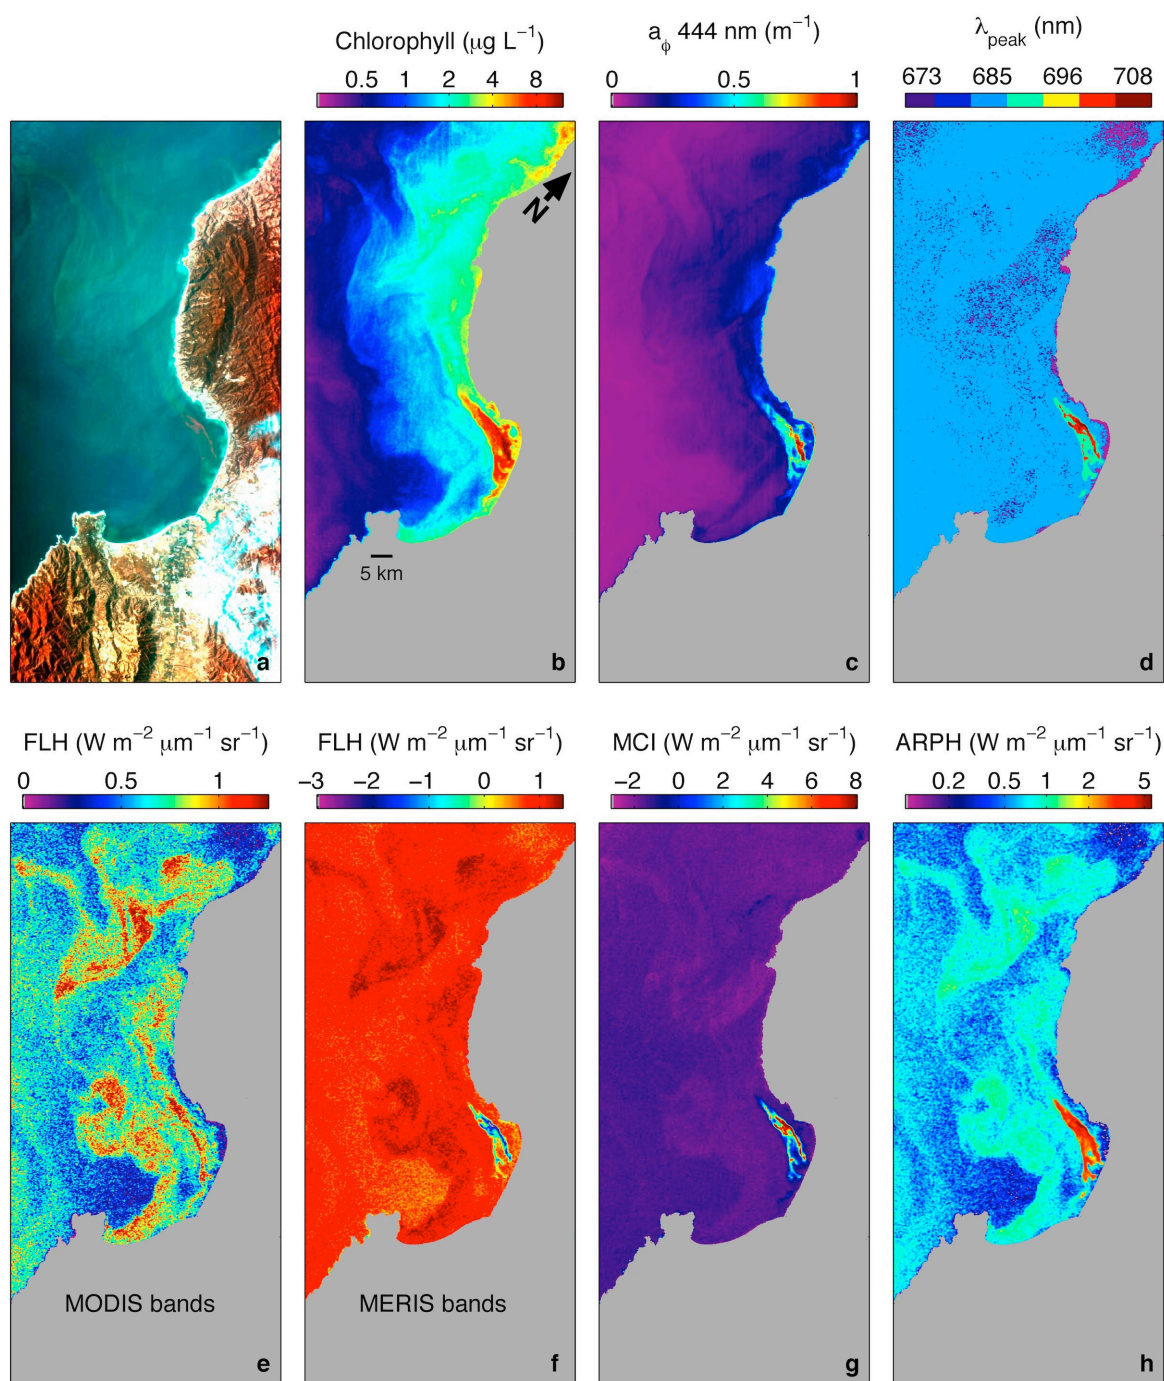 Chlorophyll (μg L⁻¹)
0.5 1 2 4 8
a_ϕ 444 nm (m⁻¹)
0 0.5 1
λ_peak (nm)
673 685 696 708
N
5 km
a
b
c
d
FLH (W m⁻² μm⁻¹ sr⁻¹)
0 0.5 1
FLH (W m⁻² μm⁻¹ sr⁻¹)
−3 −2 −1 0 1
MCI (W m⁻² μm⁻¹ sr⁻¹)
−2 0 2 4 6 8
ARPH (W m⁻² μm⁻¹ sr⁻¹)
0.2 0.5 1 2 5
MODIS bands
MERIS bands
e
f
g
h